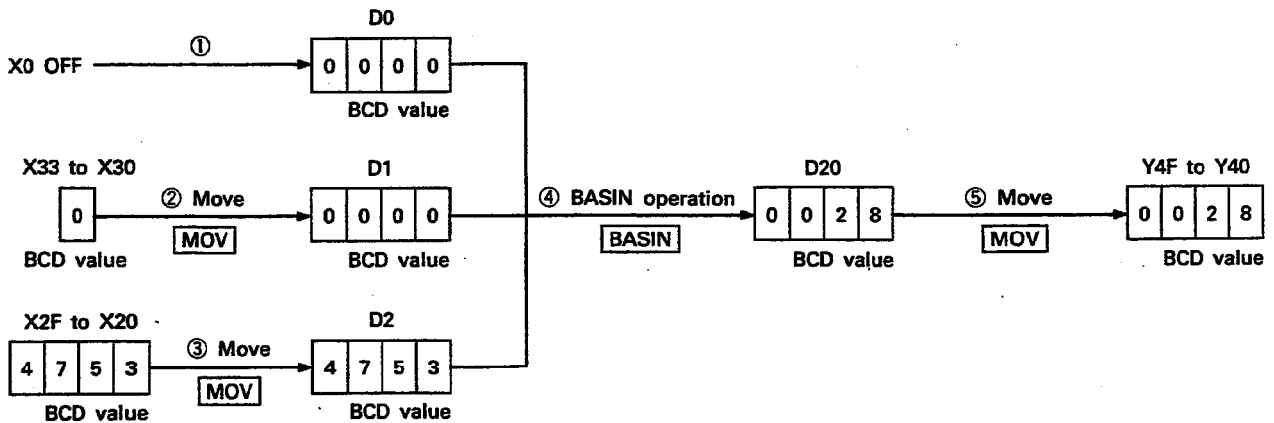 D0
X0 OFF
①
0 0 0 0
BCD value
X33 to X30
D1
D20
Y4F to Y40
0
② Move
0 0 0 0
④ BASIN operation
0 0 2 8
⑤ Move
0 0 2 8
MOV
BASIN
MOV
BCD value
BCD value
BCD value
BCD value
X2F to X20
D2
4 7 5 3
③ Move
4 7 5 3
MOV
BCD value
BCD value